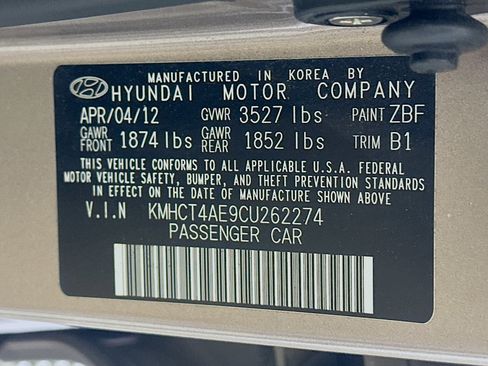 MANUFACTURED IN KOREA BY
HYUNDAI MOTOR COMPANY
APR/04/12 GVWR 3527 lbs PAINT ZBF
GAWR FRONT 1874 lbs GAWR REAR 1852 lbs TRIM B1
THIS VEHICLE CONFORMS TO ALL APPLICABLE U.S.A. FEDERAL
MOTOR VEHICLE SAFETY, BUMPER, AND THEFT PREVENTION STANDARDS
IN EFFECT ON THE DATE OF MANUFACTURE SHOWN ABOVE
V.I.N KMHCT4AE9CU262274
PASSENGER CAR